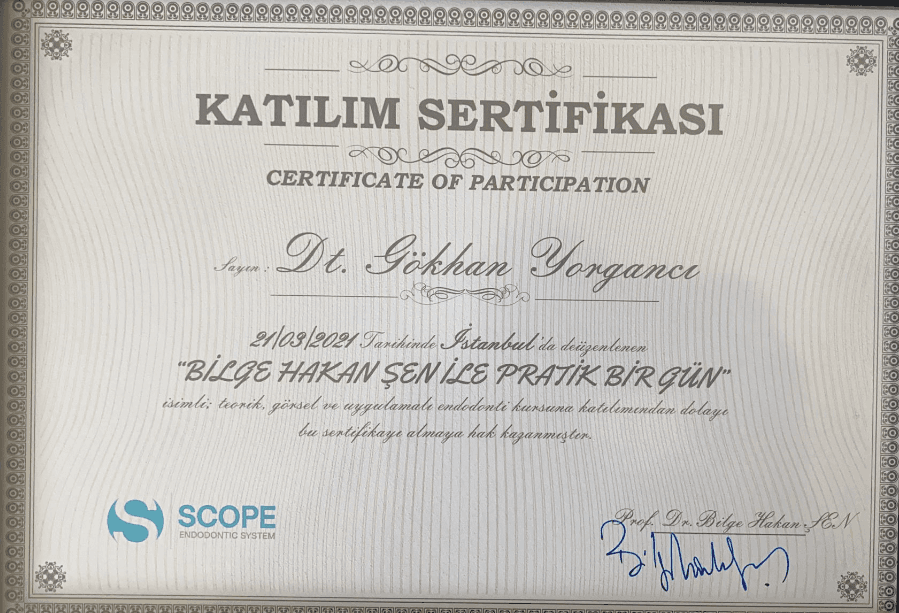 KATILIM SERTİFİKASI
CERTIFICATE OF PARTICIPATION
Sayın : Dt. Gökhan Yorgancı
21/03/2021 Tarihinde İstanbul'da deüzenlenen
"BİLGE HAKAN ŞEN İLE PRATİK BİR GÜN"
isimli; teorik, görsel ve uygulamalı endodonti kursuna katılımından dolayı
bu sertifikayı almaya hak kazanmıştır.
SCOPE
ENDODONTIC SYSTEM
Prof. Dr. Bilge Hakan ŞEN